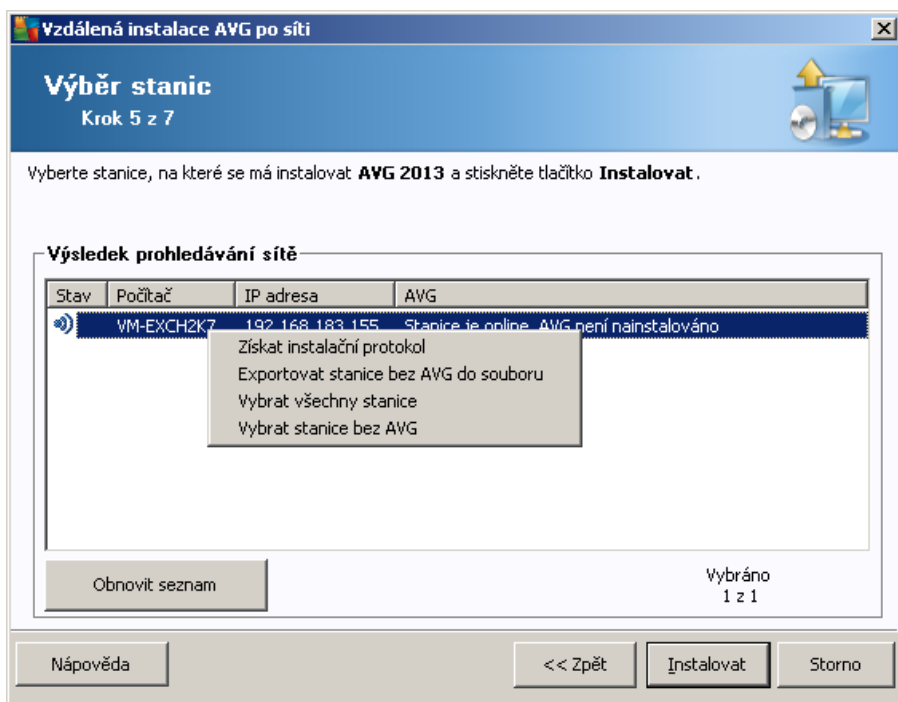 Vzdálená instalace AVG po síti
Výběr stanic
Krok 5 z 7
Vyberte stanice, na které se má instalovat AVG 2013 a stiskněte tlačítko Instalovat.
Výsledek prohledávání sítě
Stav Počítač IP adresa AVG
VM-EXCH2K7 192.168.183.155 Stanice je online, AVG není nainstalováno
Získat instalační protokol
Exportovat stanice bez AVG do souboru
Vybrat všechny stanice
Vybrat stanice bez AVG
Obnovit seznam
Vybráno
1 z 1
Nápověda << Zpět Instalovat Storno